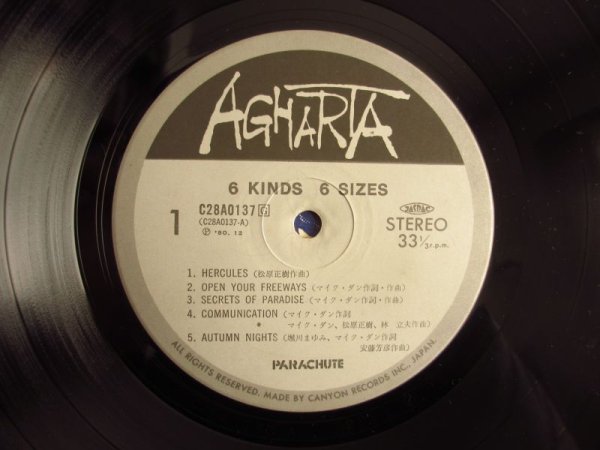 AGHARTA
6 KINDS 6 SIZES
1
C28A0137 G
(C28A0137-A)
Ⓟ '80. 12
JASRAC
STEREO
33 1/3 r.p.m.
1. HERCULES (松原正樹作曲)
2. OPEN YOUR FREEWAYS (マイク・ダン作詞・作曲)
3. SECRETS OF PARADISE (マイク・ダン作詞・作曲)
4. COMMUNICATION (マイク・ダン作詞
マイク・ダン、松原正樹、林 立夫作曲)
5. AUTUMN NIGHTS (堀川まゆみ、マイク・ダン作詞
安藤芳彦作曲)
PARACHUTE
ALL RIGHTS RESERVED. MADE BY CANYON RECORDS INC. JAPAN.